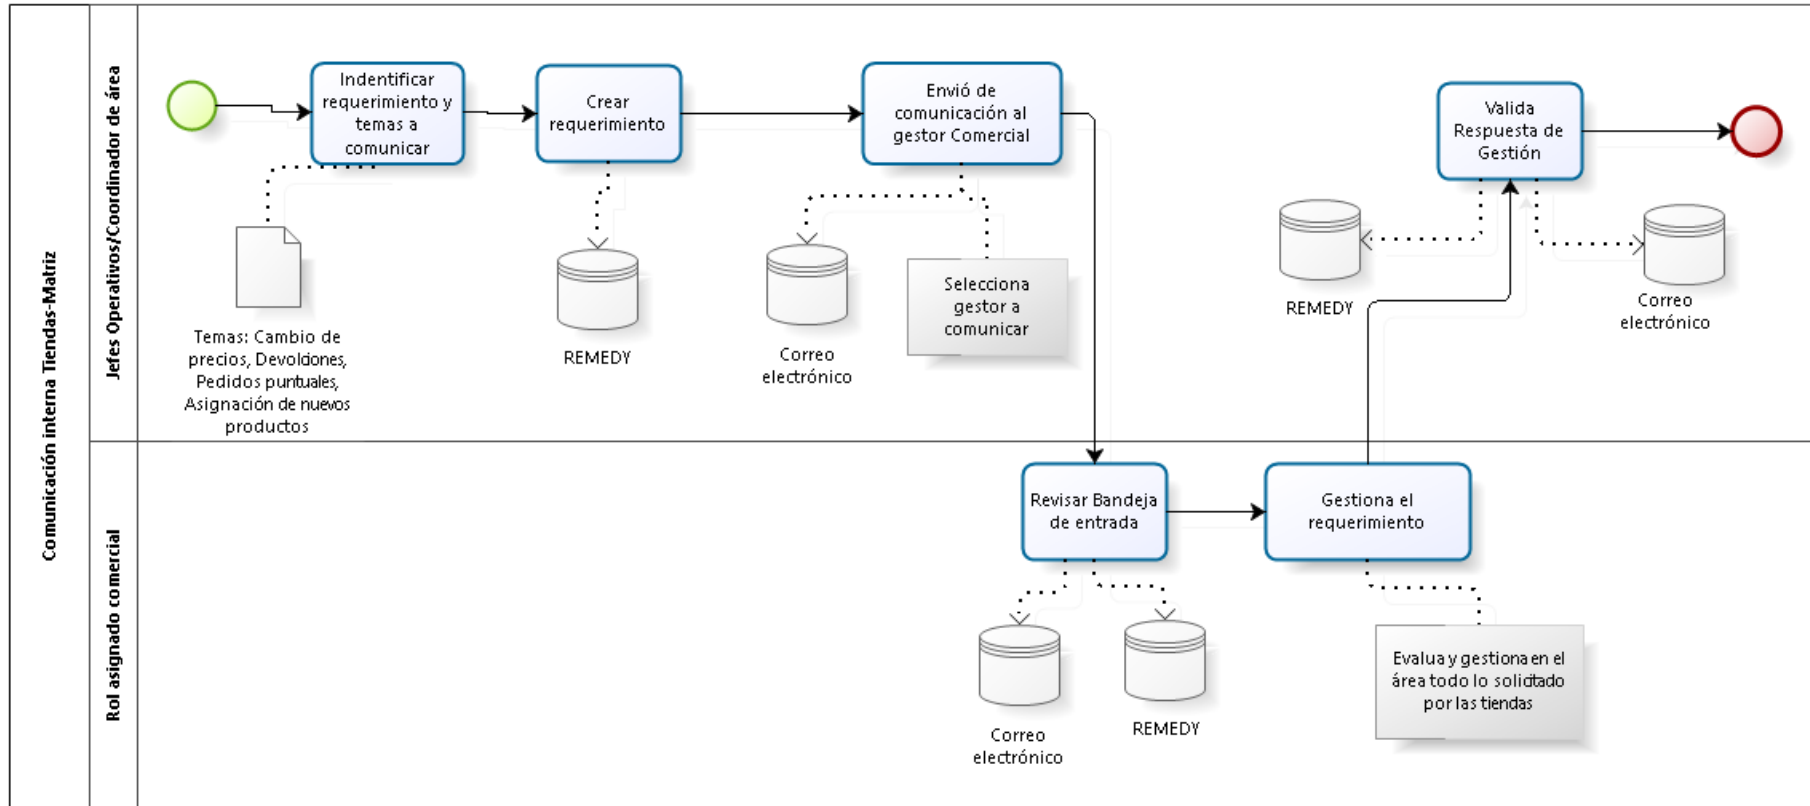 Comunicación interna Tiendas-Matriz
Jefes Operativos/Coordinador de área
Indentificar
requerimiento y
temas a
comunicar
Crear
requerimiento
Envió de
comunicación al
gestor Comercial
Valida
Respuesta de
Gestión
Temas: Cambio de
precios, Devolciones,
Pedidos puntuales,
Asignación de nuevos
productos
REMEDY
Correo
electrónico
Selecciona
gestor a
comunicar
REMEDY
Correo
electrónico
Rol asignado comercial
Revisar Bandeja
de entrada
Gestiona el
requerimiento
Correo
electrónico
REMEDY
Evalua y gestiona en el
área todo lo solicitado
por las tiendas